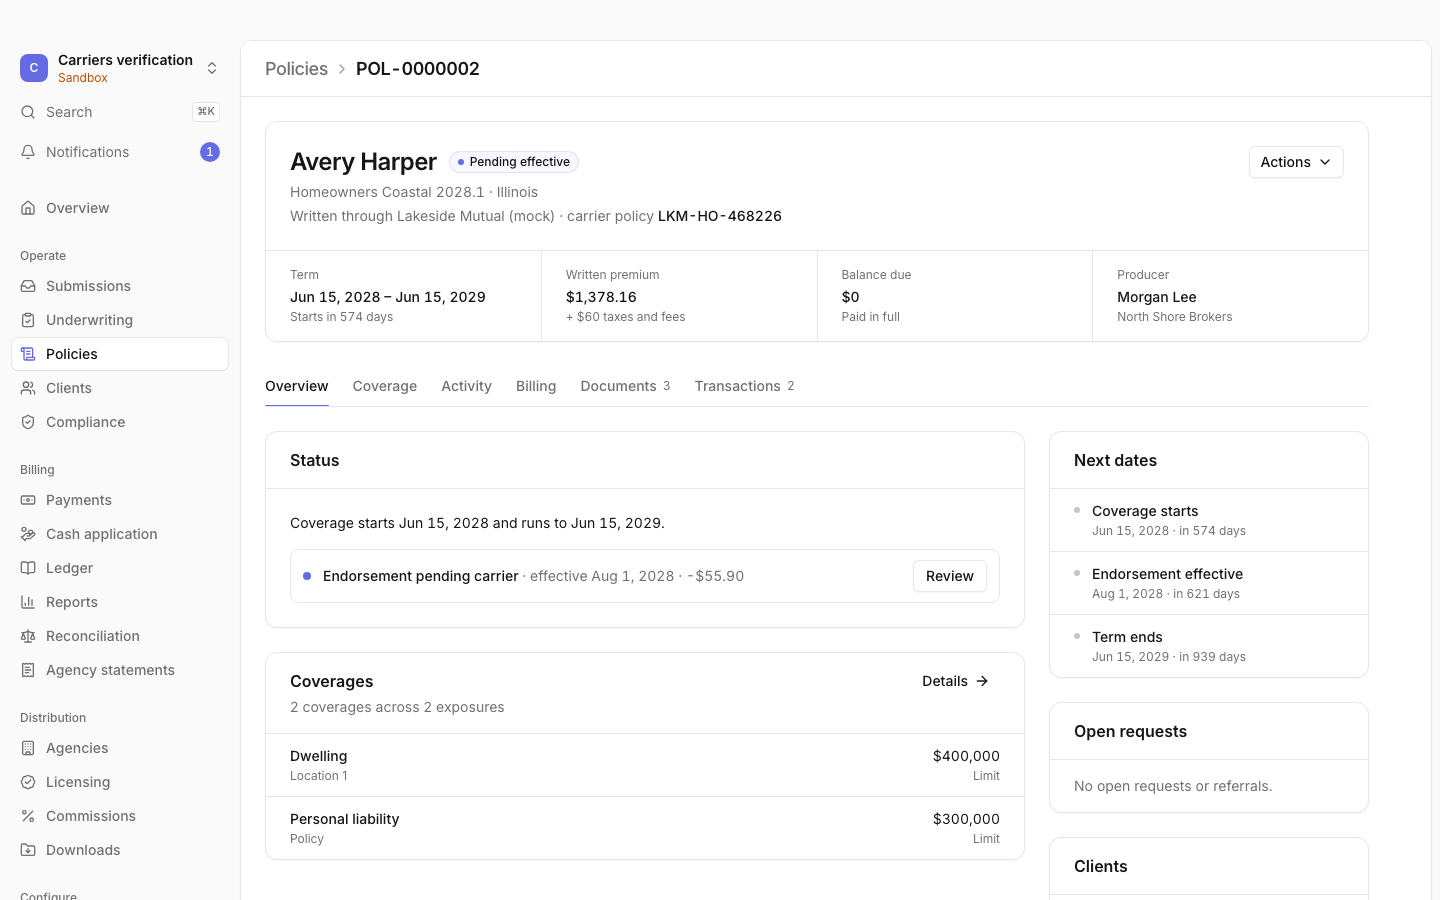 C
Carriers verification
Sandbox
Search
⌘K
Notifications
1
Overview
Operate
Submissions
Underwriting
Policies
Clients
Compliance
Billing
Payments
Cash application
Ledger
Reports
Reconciliation
Agency statements
Distribution
Agencies
Licensing
Commissions
Downloads
Configure
Policies > POL-0000002
Avery Harper
Pending effective
Actions
Homeowners Coastal 2028.1 · Illinois
Written through Lakeside Mutual (mock) · carrier policy LKM-HO-468226
Term
Jun 15, 2028 – Jun 15, 2029
Starts in 574 days
Written premium
$1,378.16
+ $60 taxes and fees
Balance due
$0
Paid in full
Producer
Morgan Lee
North Shore Brokers
Overview Coverage Activity Billing Documents 3 Transactions 2
Status
Coverage starts Jun 15, 2028 and runs to Jun 15, 2029.
Endorsement pending carrier · effective Aug 1, 2028 · -$55.90
Review
Coverages
Details →
2 coverages across 2 exposures
Dwelling
$400,000
Location 1
Limit
Personal liability
$300,000
Policy
Limit
Next dates
Coverage starts
Jun 15, 2028 · in 574 days
Endorsement effective
Aug 1, 2028 · in 621 days
Term ends
Jun 15, 2029 · in 939 days
Open requests
No open requests or referrals.
Clients